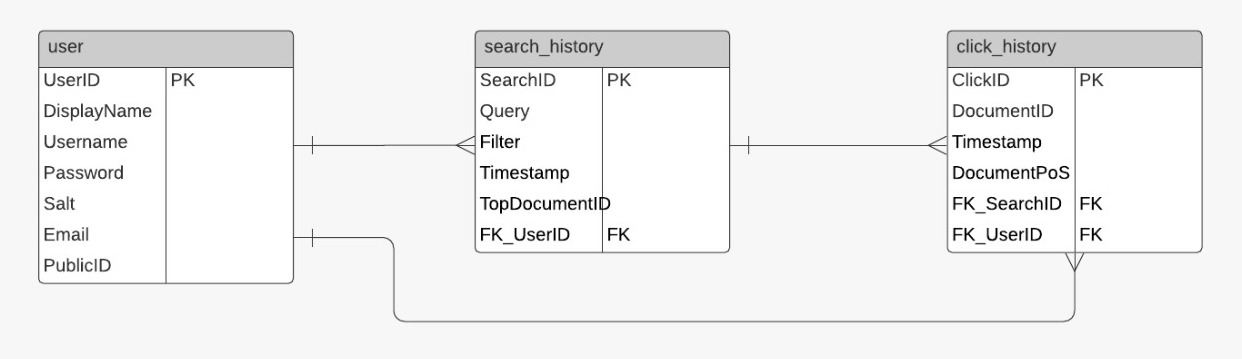 user
UserID PK
DisplayName
Username
Password
Salt
Email
PublicID
search_history
SearchID PK
Query
Filter
Timestamp
TopDocumentID
FK_UserID FK
click_history
ClickID PK
DocumentID
Timestamp
DocumentPoS
FK_SearchID FK
FK_UserID FK